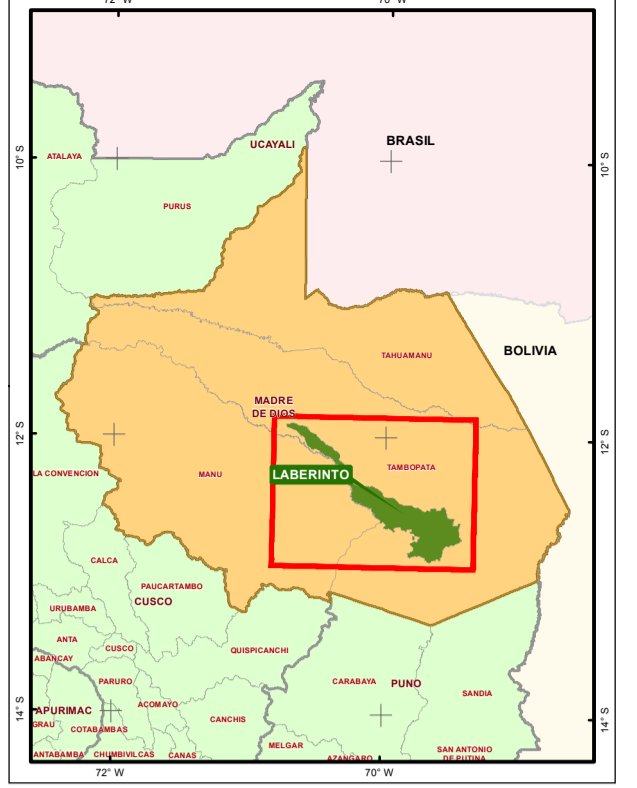 72° W
70° W
BRASIL
UCAYALI
ATALAYA
10° S
10° S
PURUS
BOLIVIA
TAHUAMANU
MADRE
DE DIOS
12° S
12° S
TAMBOPATA
LA CONVENCION
MANU
LABERINTO
CALCA
PAUCARTAMBO
CUSCO
URUBAMBA
ANTA
CUSCO
QUISPICANCHI
ABANCAY
PARURO
CARABAYA
PUNO
SANDIA
ACOMAYO
APURIMAC
14° S
14° S
GRAU
COTABAMBAS
CANCHIS
MELGAR
ANTABAMBA
CHUMBIVILCAS
CANAS
AZANGARO
SAN ANTONIO
DE PUTINA
72° W
70° W